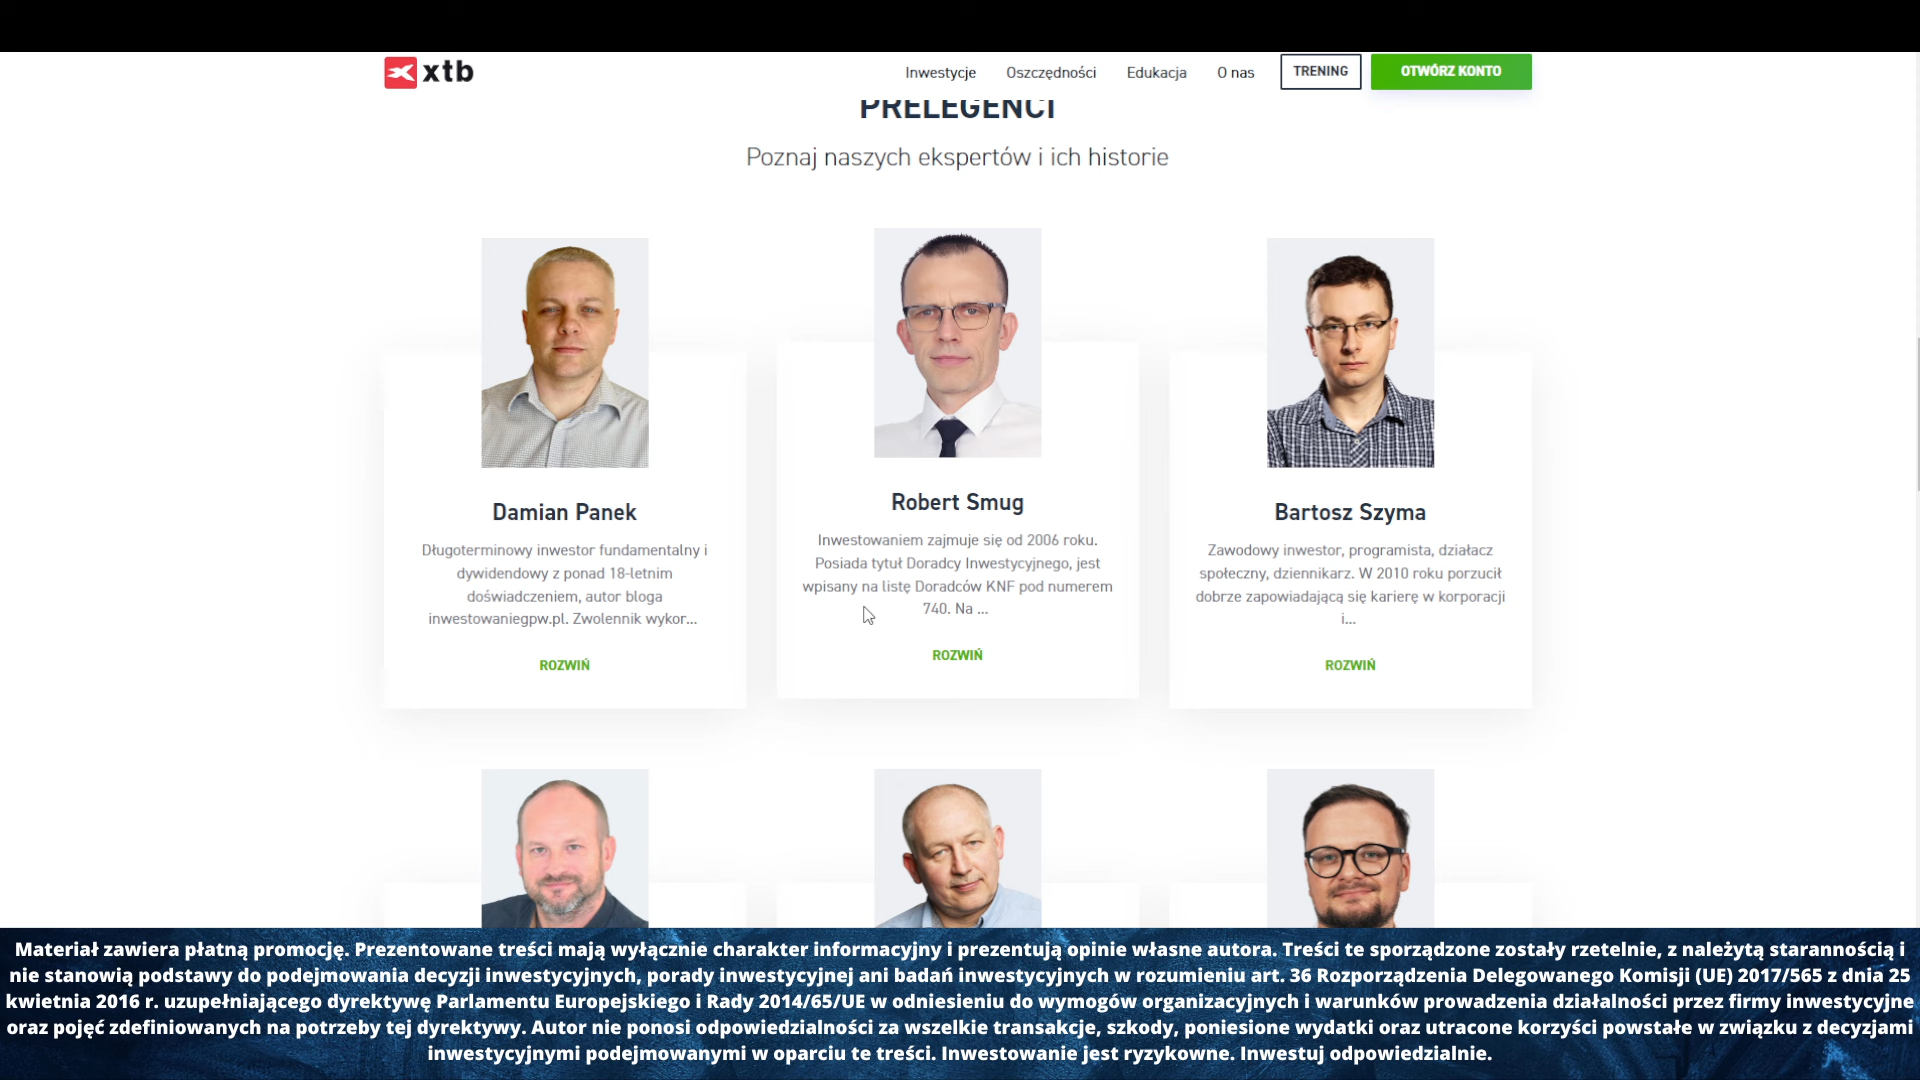 xtb
Inwestycje Oszczędności Edukacja O nas TRENING OTWÓRZ KONTO
PRELEGENCI
Poznaj naszych ekspertów i ich historie
Damian Panek
Długoterminowy inwestor fundamentalny i
dywidendowy z ponad 18-letnim
doświadczeniem, autor bloga
inwestowaniegpw.pl. Zwolennik wykor...
ROZWIŃ
Robert Smug
Inwestowaniem zajmuje się od 2006 roku.
Posiada tytuł Doradcy Inwestycyjnego, jest
wpisany na listę Doradców KNF pod numerem
740. Na ...
ROZWIŃ
Bartosz Szyma
Zawodowy inwestor, programista, działacz
społeczny, dziennikarz. W 2010 roku porzucił
dobrze zapowiadającą się karierę w korporacji
i...
ROZWIŃ
Materiał zawiera płatną promocję. Prezentowane treści mają wyłącznie charakter informacyjny i prezentują opinie własne autora. Treści te sporządzone zostały rzetelnie, z należytą starannością i
nie stanowią podstawy do podejmowania decyzji inwestycyjnych, porady inwestycyjnej ani badań inwestycyjnych w rozumieniu art. 36 Rozporządzenia Delegowanego Komisji (UE) 2017/565 z dnia 25
kwietnia 2016 r. uzupełniającego dyrektywę Parlamentu Europejskiego i Rady 2014/65/UE w odniesieniu do wymogów organizacyjnych i warunków prowadzenia działalności przez firmy inwestycyjne
oraz pojęć zdefiniowanych na potrzeby tej dyrektywy. Autor nie ponosi odpowiedzialności za wszelkie transakcje, szkody, poniesione wydatki oraz utracone korzyści powstałe w związku z decyzjami
inwestycyjnymi podejmowanymi w oparciu te treści. Inwestowanie jest ryzykowne. Inwestuj odpowiedzialnie.